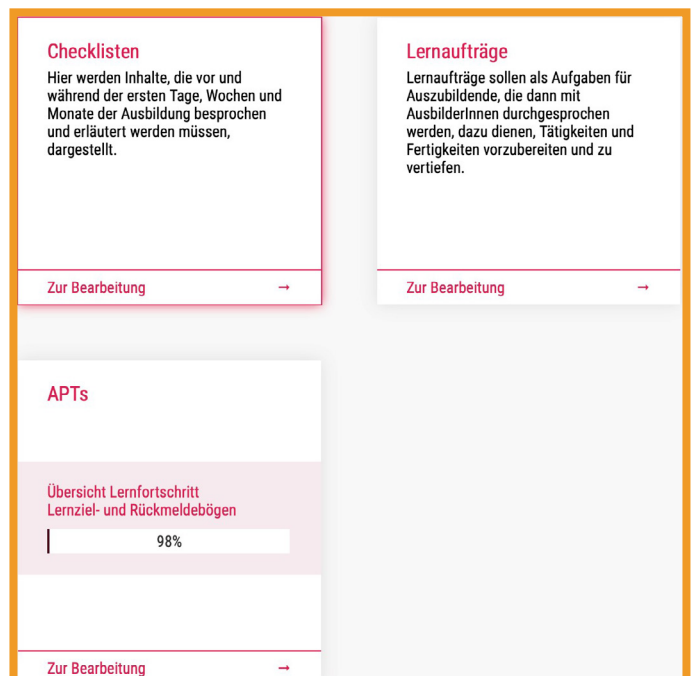 Checklisten
Hier werden Inhalte, die vor und
während der ersten Tage, Wochen und
Monate der Ausbildung besprochen
und erläutert werden müssen,
dargestellt.
Zur Bearbeitung →
Lernaufträge
Lernaufträge sollen als Aufgaben für
Auszubildende, die dann mit
AusbilderInnen durchgesprochen
werden, dazu dienen, Tätigkeiten und
Fertigkeiten vorzubereiten und zu
vertiefen.
Zur Bearbeitung →
APTs
Übersicht Lernfortschritt
Lernziel- und Rückmeldebögen
98%
Zur Bearbeitung →